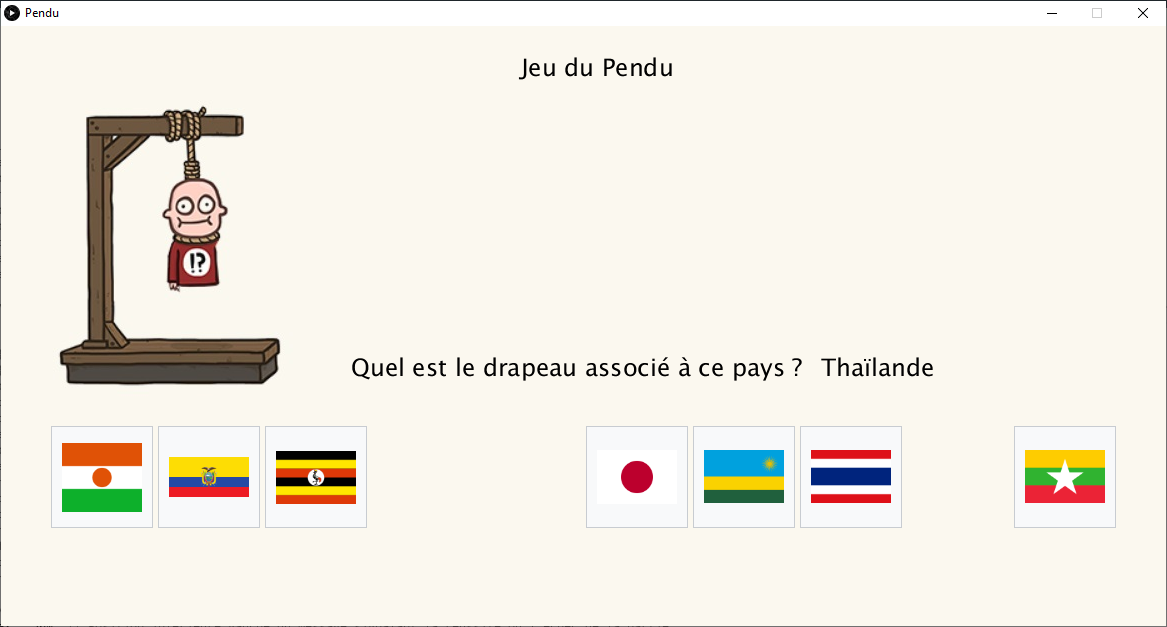 Pendu
Jeu du Pendu
!?
Quel est le drapeau associé à ce pays ? Thaïlande